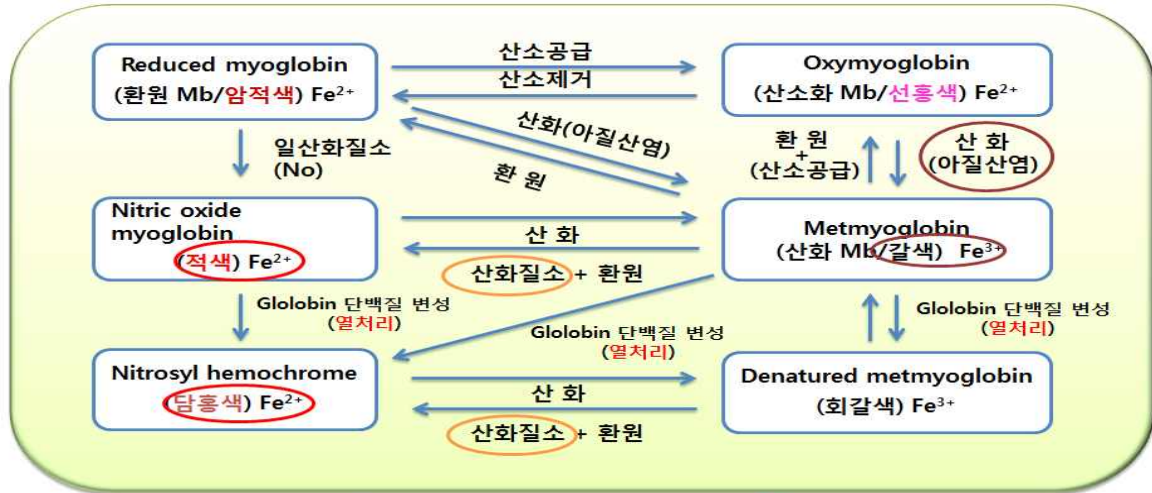 Reduced myoglobin
(환원 Mb/암적색) Fe²⁺
산소공급
산소제거
Oxymyoglobin
(산소화 Mb/선홍색) Fe²⁺
일산화질소
(No)
산화(아질산염)
환 원
환 원
+
(산소공급)
산 화
(아질산염)
Nitric oxide
myoglobin
(적색) Fe²⁺
산 화
산화질소 + 환원
Metmyoglobin
(산화 Mb/갈색) Fe³⁺
Glolobin 단백질 변성
(열처리)
Glolobin 단백질 변성
(열처리)
Glolobin 단백질 변성
(열처리)
Nitrosyl hemochrome
(담홍색) Fe²⁺
산 화
산화질소 + 환원
Denatured metmyoglobin
(회갈색) Fe³⁺